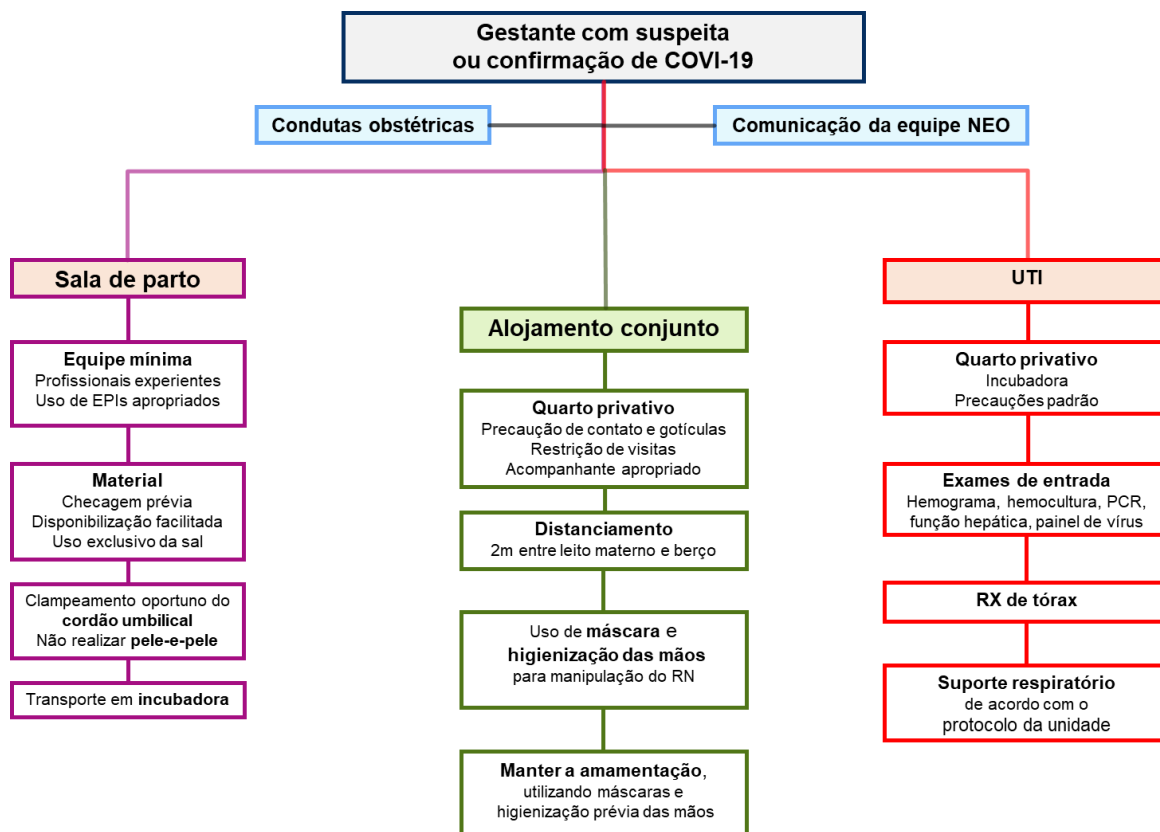 Gestante com suspeita
ou confirmação de COVI-19
Condutas obstétricas
Comunicação da equipe NEO
Sala de parto
Equipe mínima
Profissionais experientes
Uso de EPIs apropriados
Material
Checagem prévia
Disponibilização facilitada
Uso exclusivo da sal
Clampeamento oportuno do
cordão umbilical
Não realizar pele-e-pele
Transporte em incubadora
Alojamento conjunto
Quarto privativo
Precaução de contato e gotículas
Restrição de visitas
Acompanhante apropriado
Distanciamento
2m entre leito materno e berço
Uso de máscara e
higienização das mãos
para manipulação do RN
Manter a amamentação,
utilizando máscaras e
higienização prévia das mãos
UTI
Quarto privativo
Incubadora
Precauções padrão
Exames de entrada
Hemograma, hemocultura, PCR,
função hepática, painel de vírus
RX de tórax
Suporte respiratório
de acordo com o
protocolo da unidade